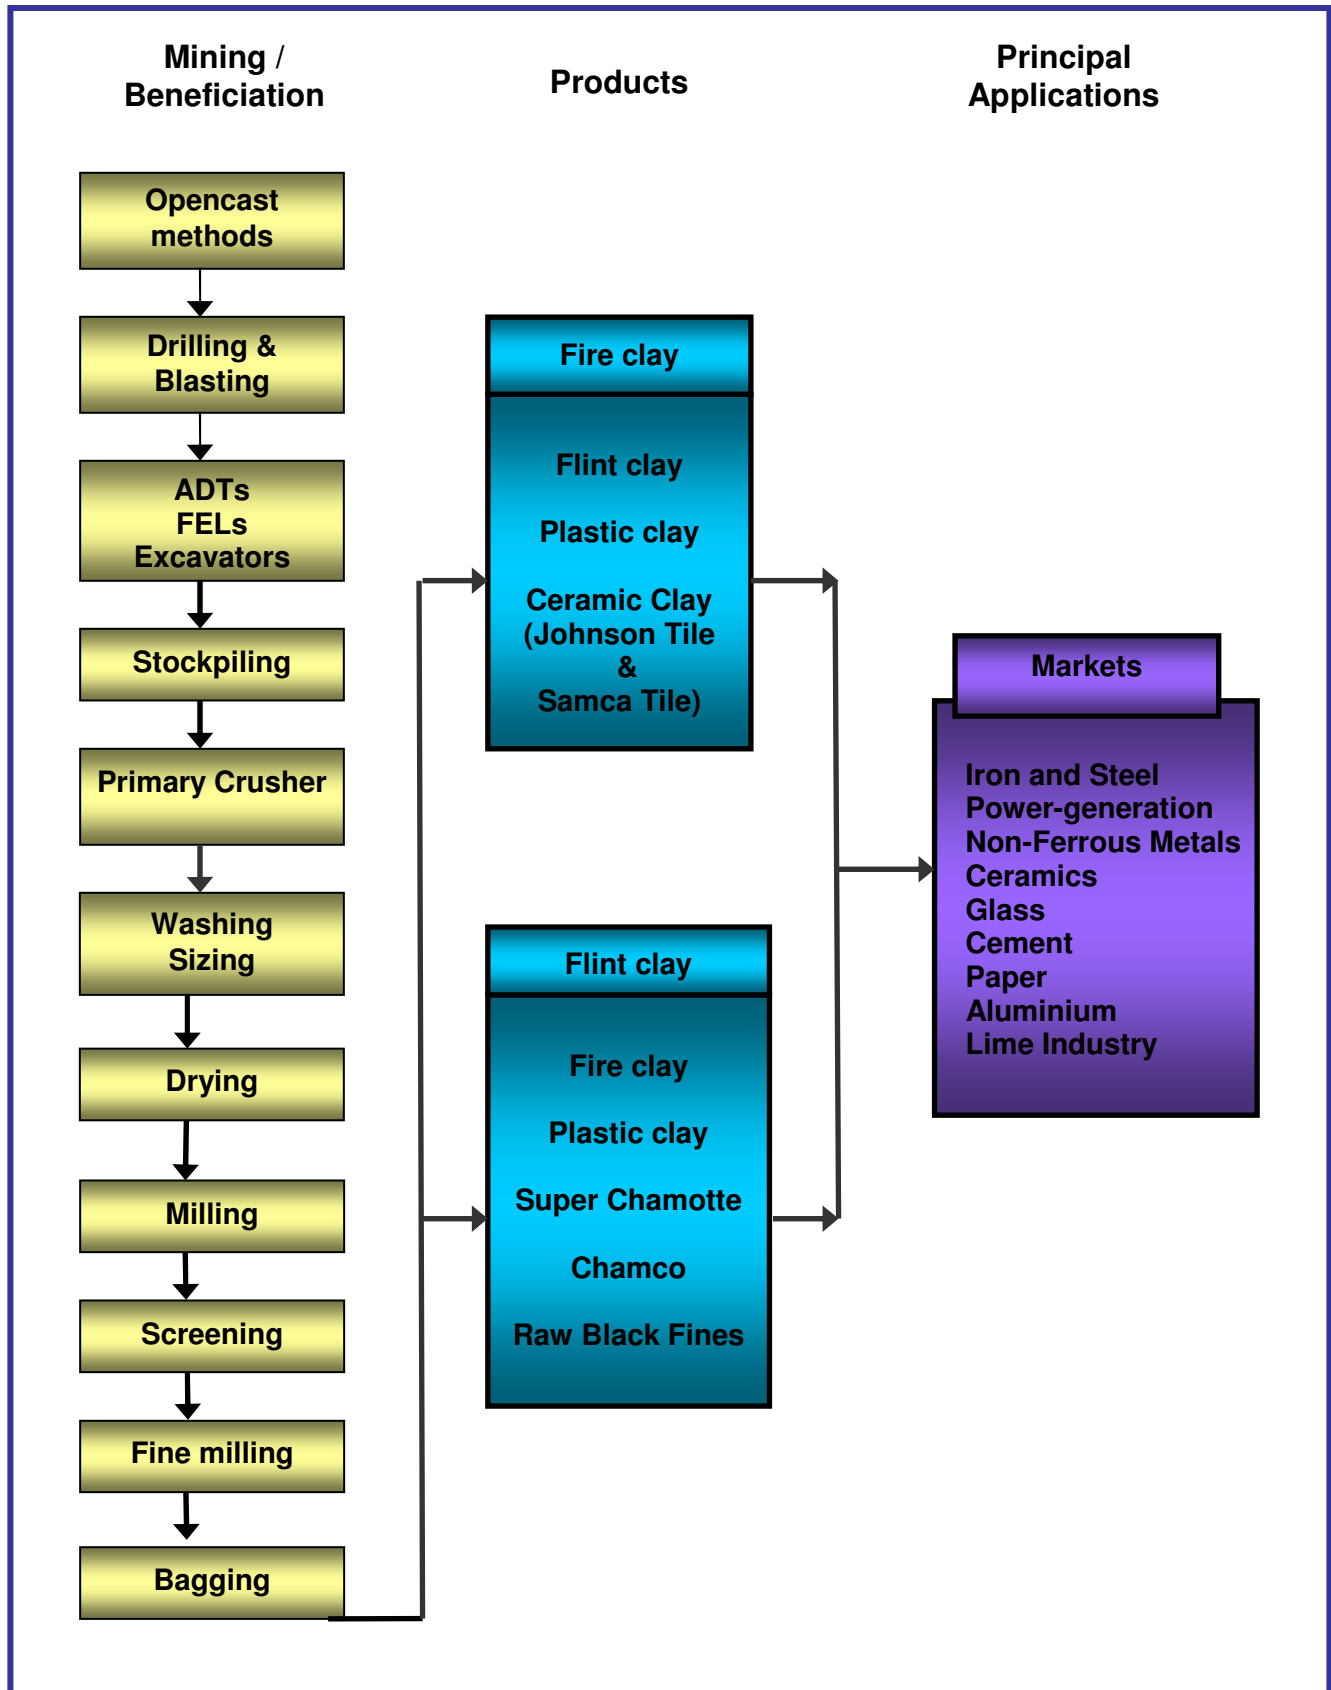 Mining /
Beneficiation
Products
Principal
Applications
Opencast
methods
Drilling &
Blasting
ADTs
FELs
Excavators
Stockpiling
Primary Crusher
Washing
Sizing
Drying
Milling
Screening
Fine milling
Bagging
Fire clay
Flint clay
Plastic clay
Ceramic Clay
(Johnson Tile
&
Samca Tile)
Flint clay
Fire clay
Plastic clay
Super Chamotte
Chamco
Raw Black Fines
Markets
Iron and Steel
Power-generation
Non-Ferrous Metals
Ceramics
Glass
Cement
Paper
Aluminium
Lime Industry